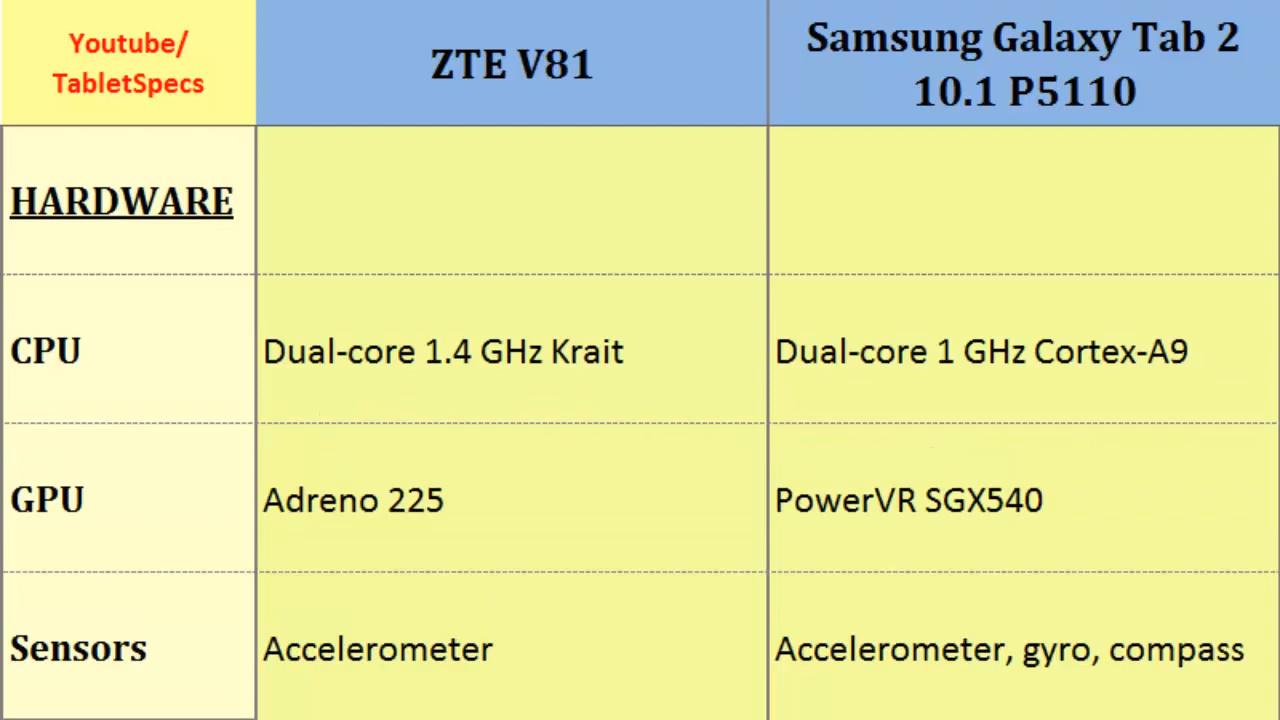 Youtube/
TabletSpecs
ZTE V81
Samsung Galaxy Tab 2
10.1 P5110
HARDWARE
CPU
Dual-core 1.4 GHz Krait
Dual-core 1 GHz Cortex-A9
GPU
Adreno 225
PowerVR SGX540
Sensors
Accelerometer
Accelerometer, gyro, compass